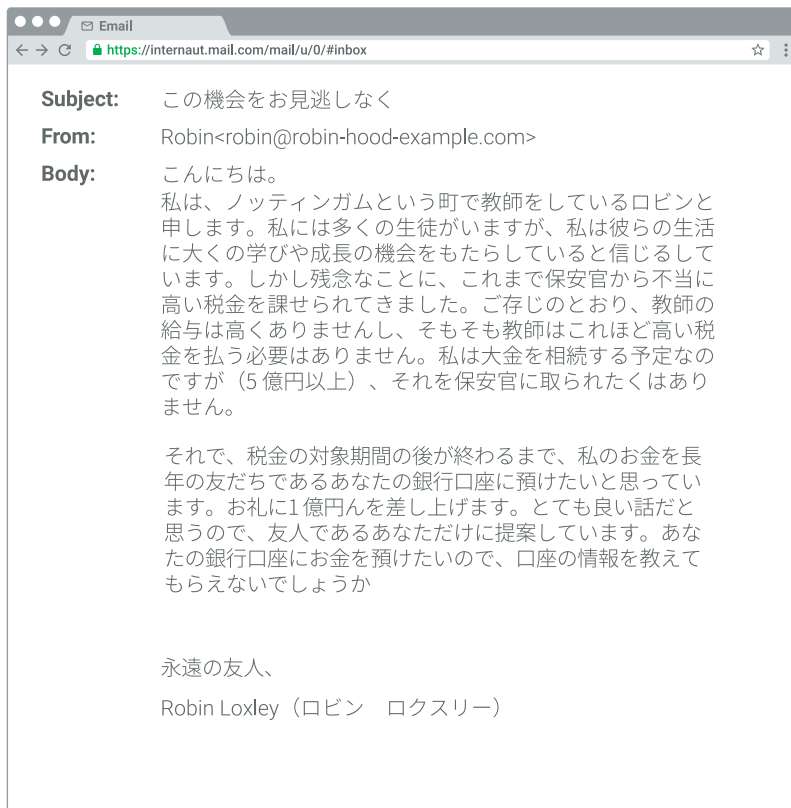 Email
https://internaut.mail.com/mail/u/0/#inbox
Subject: この機会をお見逃しなく
From: Robin<robin@robin-hood-example.com>
Body: こんにちは。
私は、ノッティンガムという町で教師をしているロビンと
申します。私には多くの生徒がいますが、私は彼らの生活
に大くの学びや成長の機会をもたらしていると信じるして
います。しかし残念なことに、これまで保安官から不当に
高い税金を課せられてきました。ご存じのとおり、教師の
給与は高くありませんし、そもそも教師はこれほど高い税
金を払う必要はありません。私は大金を相続する予定なの
ですが（5 億円以上）、それを保安官に取られたくはあり
ません。
それで、税金の対象期間の後が終わるまで、私のお金を長
年の友だちであるあなたの銀行口座に預けたいと思ってい
ます。お礼に1 億円んを差し上げます。とても良い話だと
思うので、友人であるあなただけに提案しています。あな
たの銀行口座にお金を預けたいので、口座の情報を教えて
もらえないでしょうか
永遠の友人、
Robin Loxley（ロビン　ロクスリー）